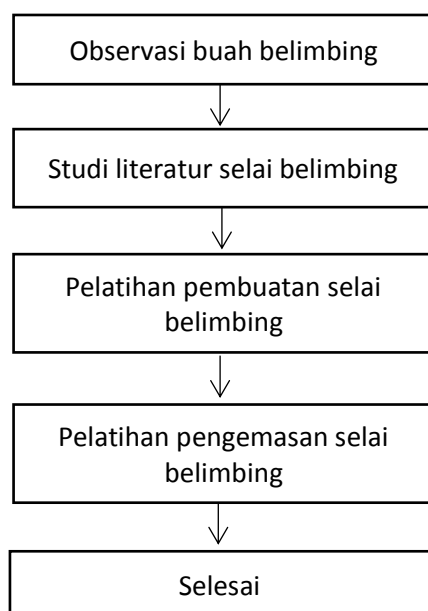 Observasi buah belimbing
Studi literatur selai belimbing
Pelatihan pembuatan selai
belimbing
Pelatihan pengemasan selai
belimbing
Selesai